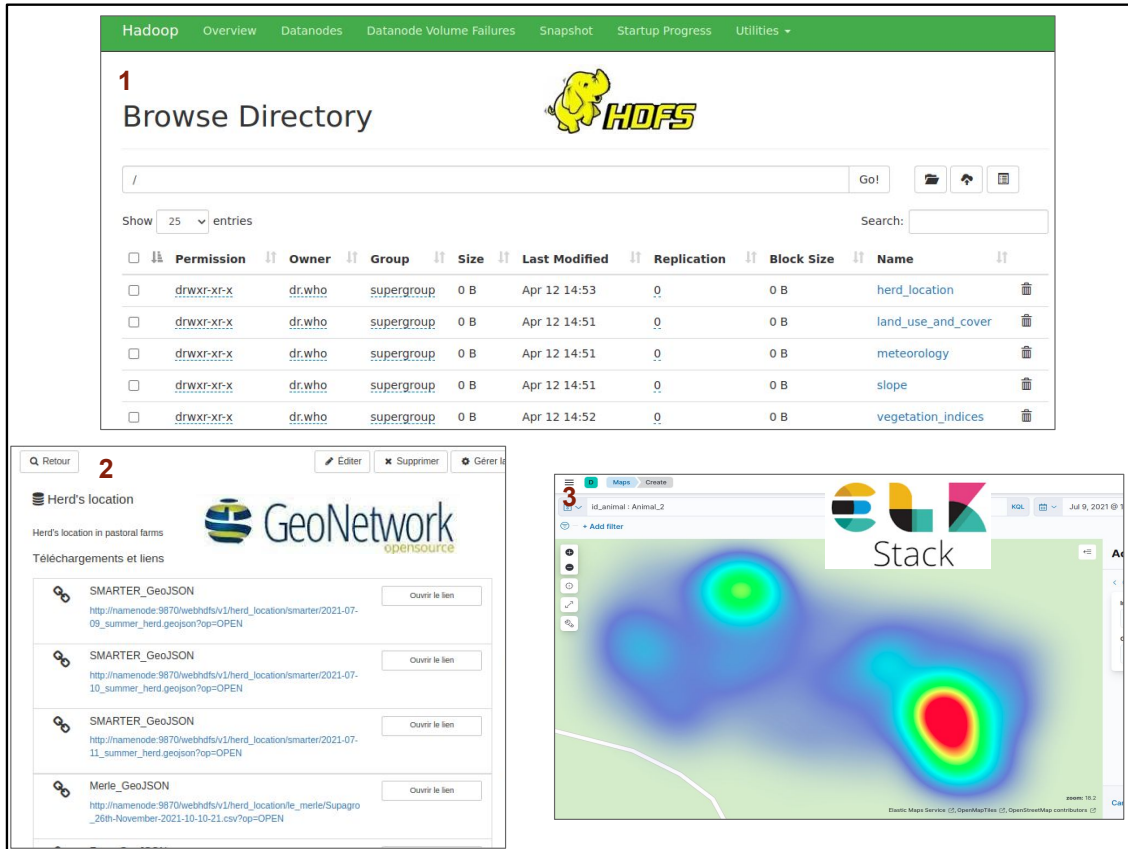 Hadoop Overview Datanodes Datanode Volume Failures Snapshot Startup Progress Utilities
1
Browse Directory
HDFS
/ Go!
Show 25 entries Search:
Permission Owner Group Size Last Modified Replication Block Size Name
drwxr-xr-x dr.who supergroup 0 B Apr 12 14:53 0 0 B herd_location
drwxr-xr-x dr.who supergroup 0 B Apr 12 14:51 0 0 B land_use_and_cover
drwxr-xr-x dr.who supergroup 0 B Apr 12 14:51 0 0 B meteorology
drwxr-xr-x dr.who supergroup 0 B Apr 12 14:51 0 0 B slope
drwxr-xr-x dr.who supergroup 0 B Apr 12 14:52 0 0 B vegetation_indices
Retour 2 Éditer Supprimer Gérer la
Herd's location
GeoNetwork
opensource
Herd's location in pastoral farms
Téléchargements et liens
SMARTER_GeoJSON Ouvrir le lien
http://namenode:9870/webhdfs/v1/herd_location/smarter/2021-07-
09_summer_herd.geojson?op=OPEN
SMARTER_GeoJSON Ouvrir le lien
http://namenode:9870/webhdfs/v1/herd_location/smarter/2021-07-
10_summer_herd.geojson?op=OPEN
SMARTER_GeoJSON Ouvrir le lien
http://namenode:9870/webhdfs/v1/herd_location/smarter/2021-07-
11_summer_herd.geojson?op=OPEN
Merle_GeoJSON Ouvrir le lien
http://namenode:9870/webhdfs/v1/herd_location/le_merle/Supagro
_26th-November-2021-10-10-21.csv?op=OPEN
D Maps Create
3
id_animal : Animal_2 KQL Jul 9, 2021 @ 1
+ Add filter
elk
Stack
Ad
zoom: 18.2
Elastic Maps Service, OpenMapTiles, OpenStreetMap contributors
Can